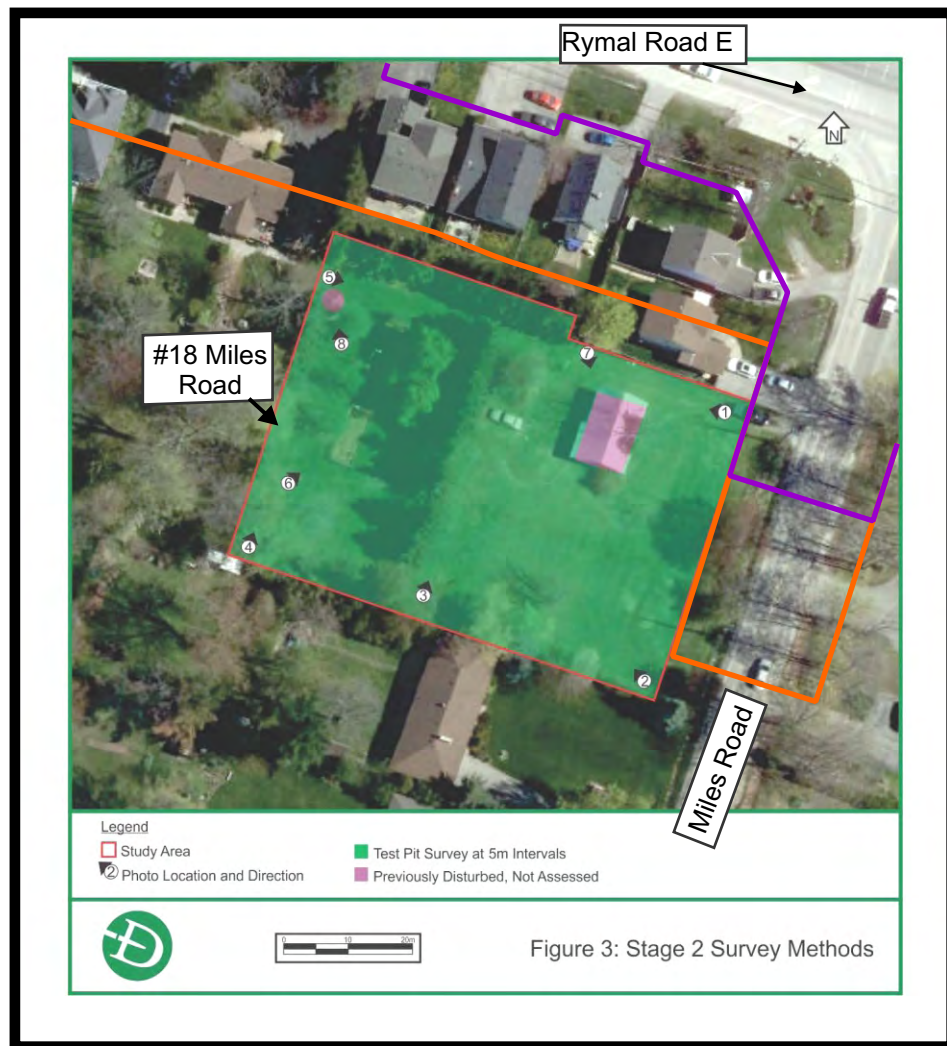 Rymal Road E
N
5
#18 Miles
Road
8
7
1
6
4
3
2
Miles Road
Legend
Study Area
2 Photo Location and Direction
Test Pit Survey at 5m Intervals
Previously Disturbed, Not Assessed
0 10 20m
Figure 3: Stage 2 Survey Methods